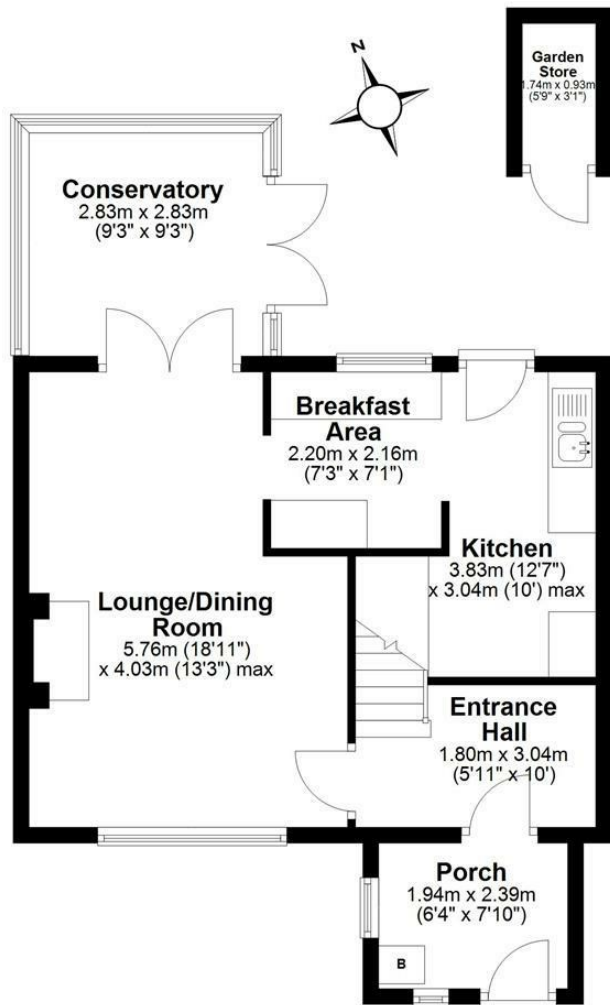 N
Garden
Store
1.74m x 0.93m
(5'9" x 3'1")
Conservatory
2.83m x 2.83m
(9'3" x 9'3")
Breakfast
Area
2.20m x 2.16m
(7'3" x 7'1")
Kitchen
3.83m (12'7")
x 3.04m (10') max
Lounge/Dining
Room
5.76m (18'11")
x 4.03m (13'3") max
Entrance
Hall
1.80m x 3.04m
(5'11" x 10')
Porch
1.94m x 2.39m
(6'4" x 7'10")
B